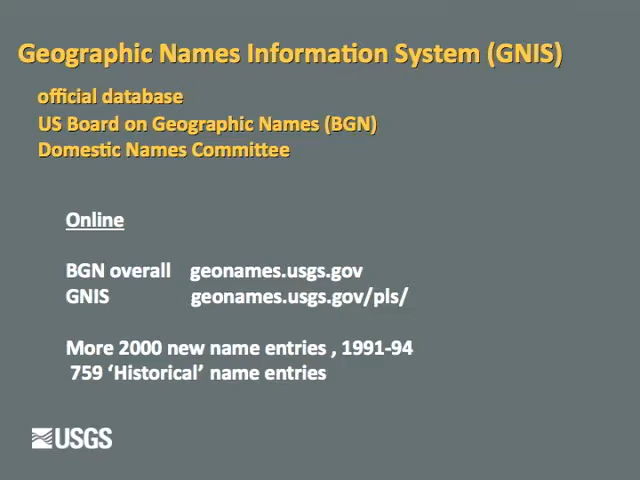 Geographic Names Information System (GNIS)
official database
US Board on Geographic Names (BGN)
Domestic Names Committee
Online
BGN overall geonames.usgs.gov
GNIS geonames.usgs.gov/pls/
More 2000 new name entries , 1991-94
759 ‘Historical’ name entries
USGS